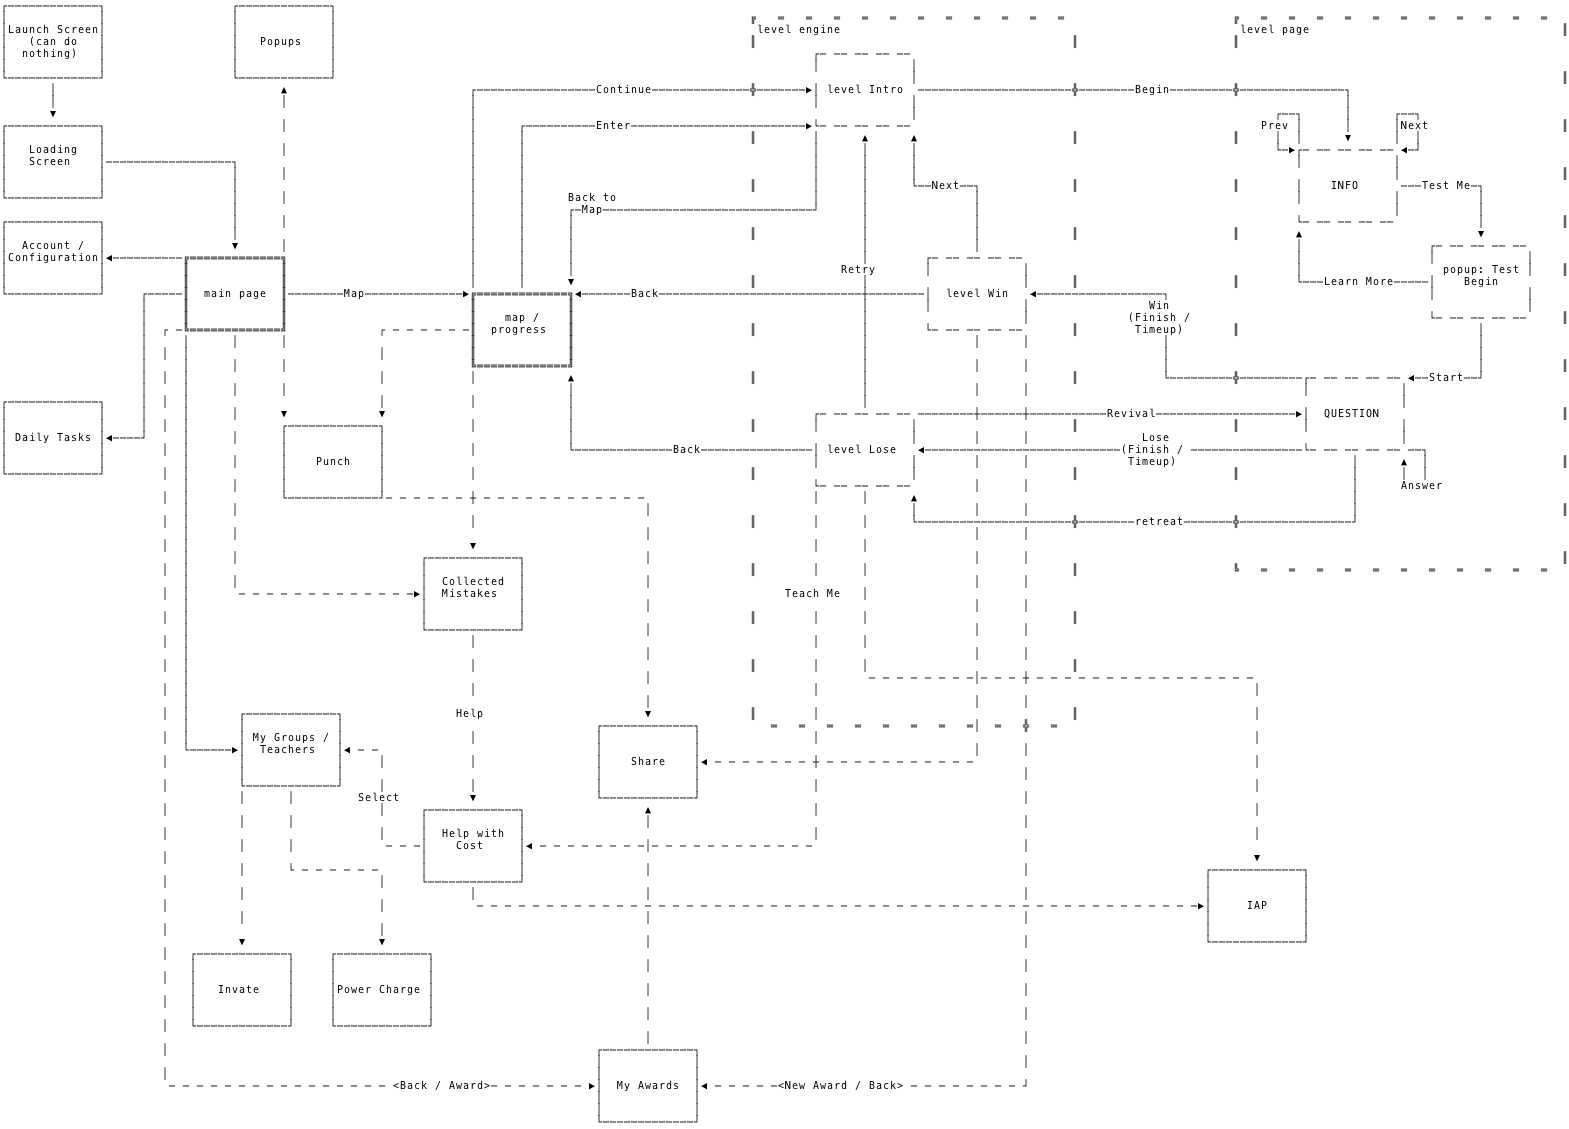 Launch Screen
(can do
nothing)
Popups
level engine
level page
Continue
level Intro
Begin
Enter
Prev
Next
Loading
Screen
INFO
Test Me
Next
Back to
Map
Account /
Configuration
Retry
popup: Test
Begin
Learn More
main page
Map
Back
level Win
Win
(Finish /
Timeup)
map /
progress
Start
Daily Tasks
Revival
QUESTION
Back
level Lose
Lose
(Finish /
Timeup)
Punch
Answer
retreat
Collected
Mistakes
Teach Me
Help
My Groups /
Teachers
Share
Select
Help with
Cost
IAP
Invate
Power Charge
<Back / Award>
My Awards
<New Award / Back>